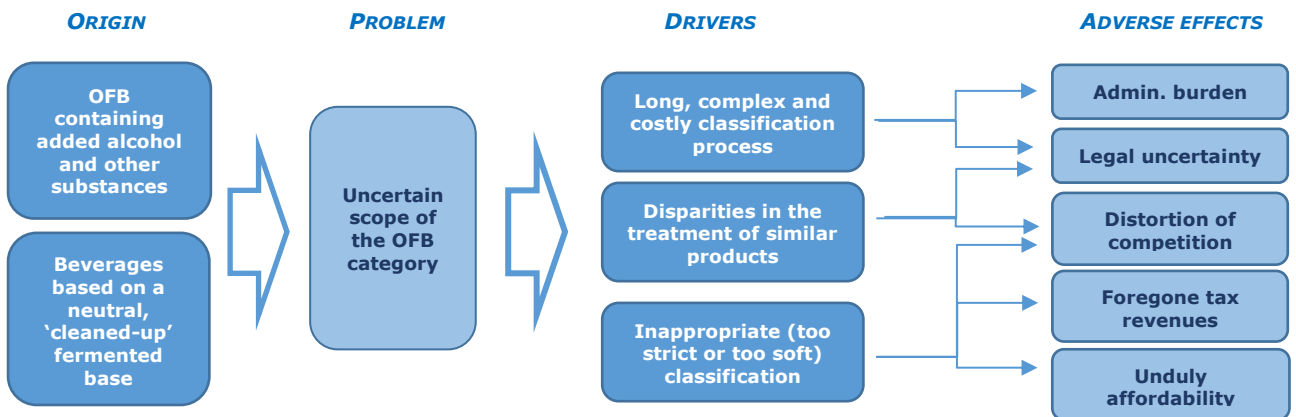 ORIGIN
PROBLEM
DRIVERS
ADVERSE EFFECTS
OFB
containing
added alcohol
and other
substances
Beverages
based on a
neutral,
‘cleaned-up’
fermented
base
Uncertain
scope of
the OFB
category
Long, complex and
costly classification
process
Disparities in the
treatment of similar
products
Inappropriate (too
strict or too soft)
classification
Admin. burden
Legal uncertainty
Distortion of
competition
Foregone tax
revenues
Unduly
affordability